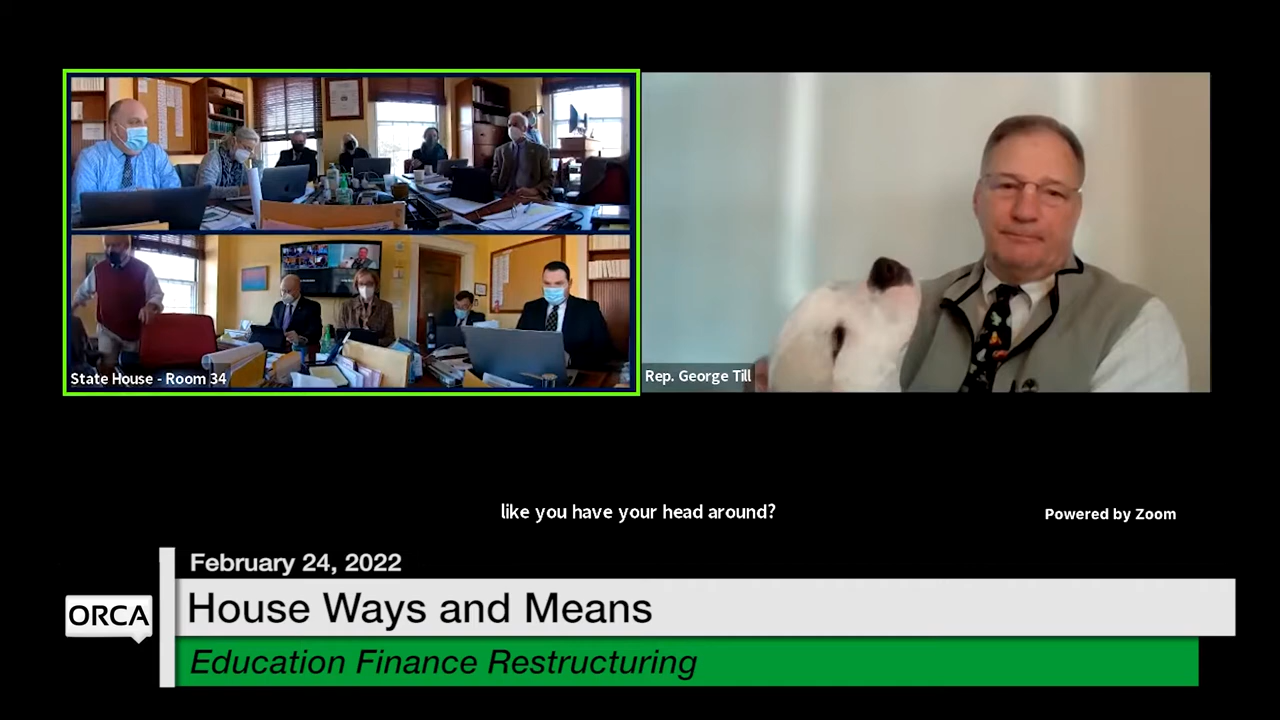 State House - Room 34
Rep. George Till
like you have your head around?
Powered by Zoom
February 24, 2022
ORCA
House Ways and Means
Education Finance Restructuring